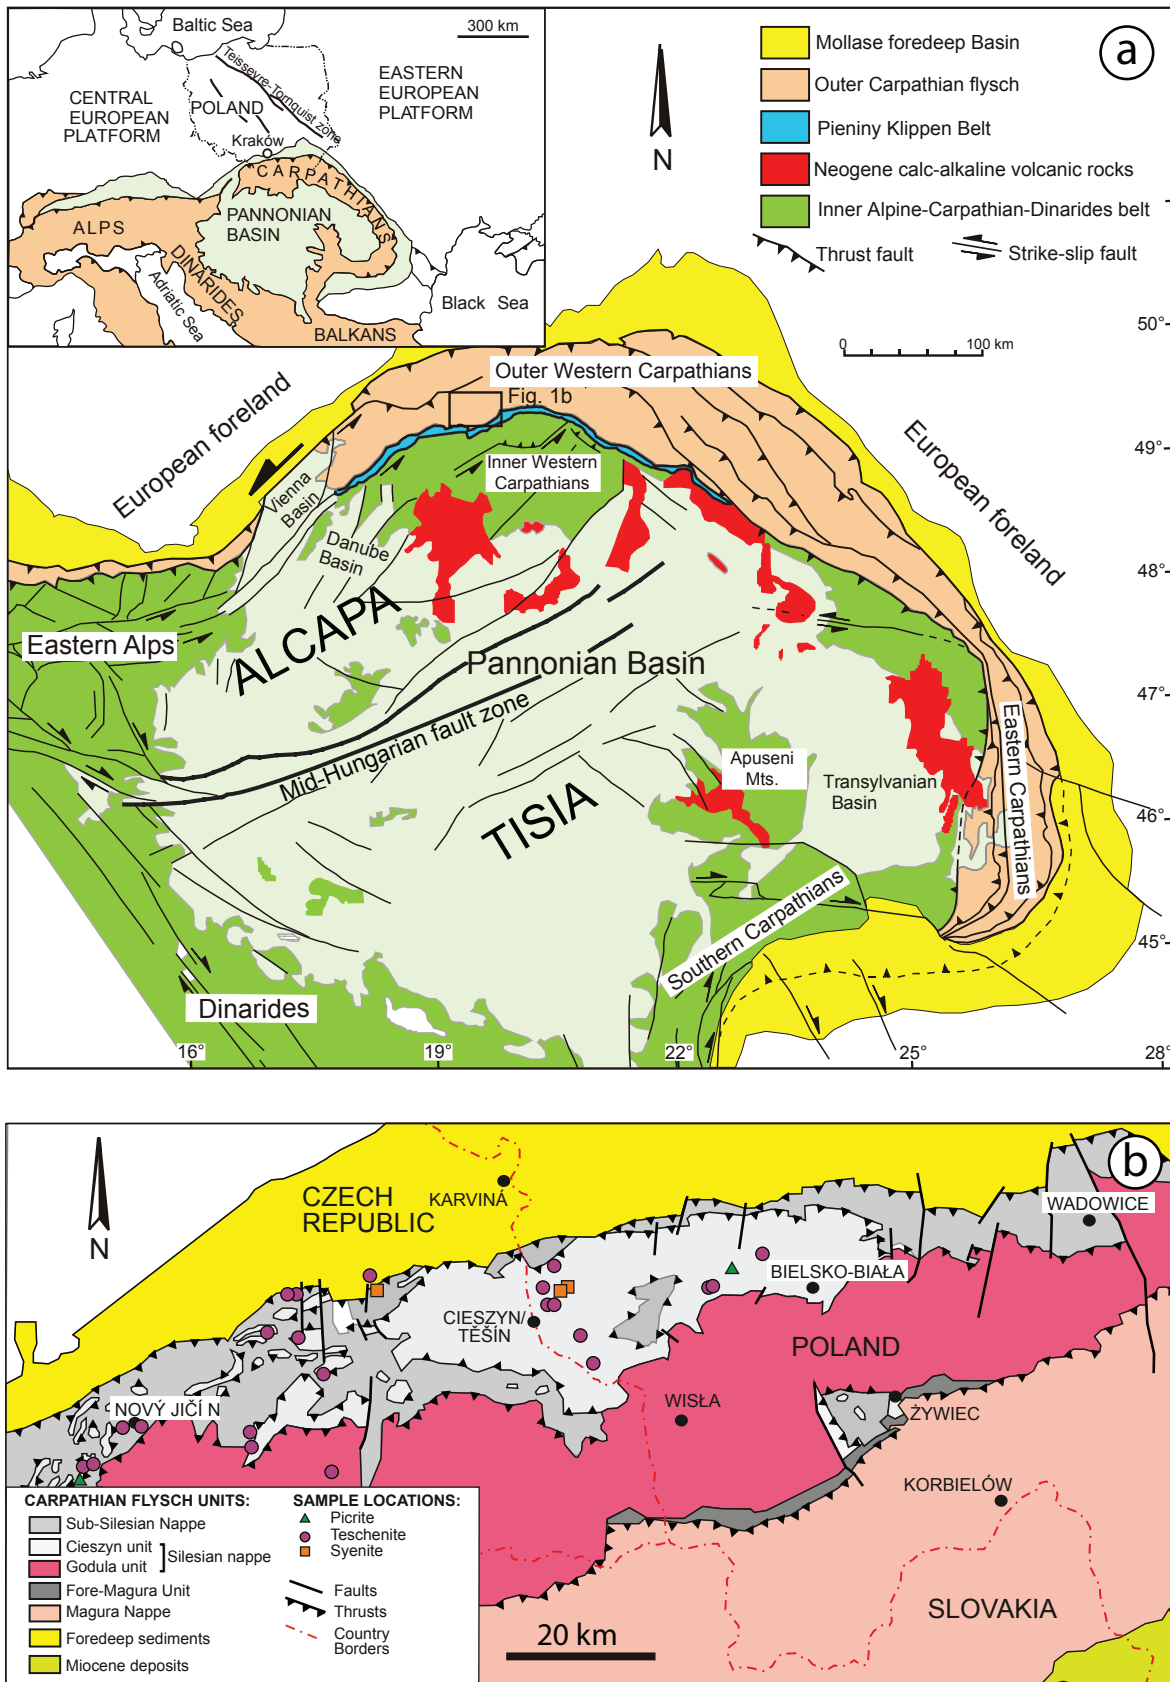 Baltic Sea
300 km
Teisseyre-Tornquist zone
EASTERN
EUROPEAN
PLATFORM
CENTRAL
EUROPEAN
PLATFORM
POLAND
Kraków
CARPATHIANS
ALPS
PANNONIAN
BASIN
DINARIDES
Adriatic Sea
Black Sea
BALKANS
a
Mollase foredeep Basin
Outer Carpathian flysch
Pieniny Klippen Belt
Neogene calc-alkaline volcanic rocks
Inner Alpine-Carpathian-Dinarides belt
Thrust fault
Strike-slip fault
N
0
100 km
50°
49°
48°
47°
46°
45°
European foreland
Outer Western Carpathians
Fig. 1b
European foreland
Vienna
Basin
Inner Western
Carpathians
Danube
Basin
ALCAPA
Eastern Alps
Pannonian Basin
Mid-Hungarian fault zone
Apuseni
Mts.
Transylvanian
Basin
Eastern Carpathians
TISIA
Southern Carpathians
Dinarides
16°
19°
22°
25°
28°
b
N
CZECH
REPUBLIC
KARVINÁ
WADOWICE
BIELSKO-BIAŁA
CIESZYN/
TĚŠÍN
POLAND
NOVÝ JIČÍ N
WISŁA
ŻYWIEC
KORBIELÓW
SLOVAKIA
CARPATHIAN FLYSCH UNITS:
Sub-Silesian Nappe
Cieszyn unit
Godula unit
Silesian nappe
Fore-Magura Unit
Magura Nappe
Foredeep sediments
Miocene deposits
SAMPLE LOCATIONS:
Picrite
Teschenite
Syenite
Faults
Thrusts
Country
Borders
20 km